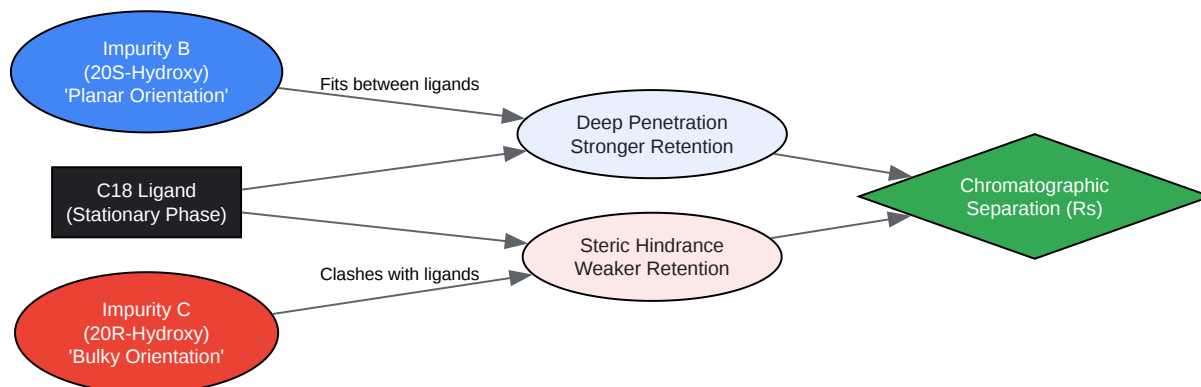 Impurity B
(20S-Hydroxy)
'Planar Orientation'
Fits between ligands
Deep Penetration
Stronger Retention
C18 Ligand
(Stationary Phase)
Chromatographic
Separation (Rs)
Steric Hindrance
Weaker Retention
Clashes with ligands
Impurity C
(20R-Hydroxy)
'Bulky Orientation'